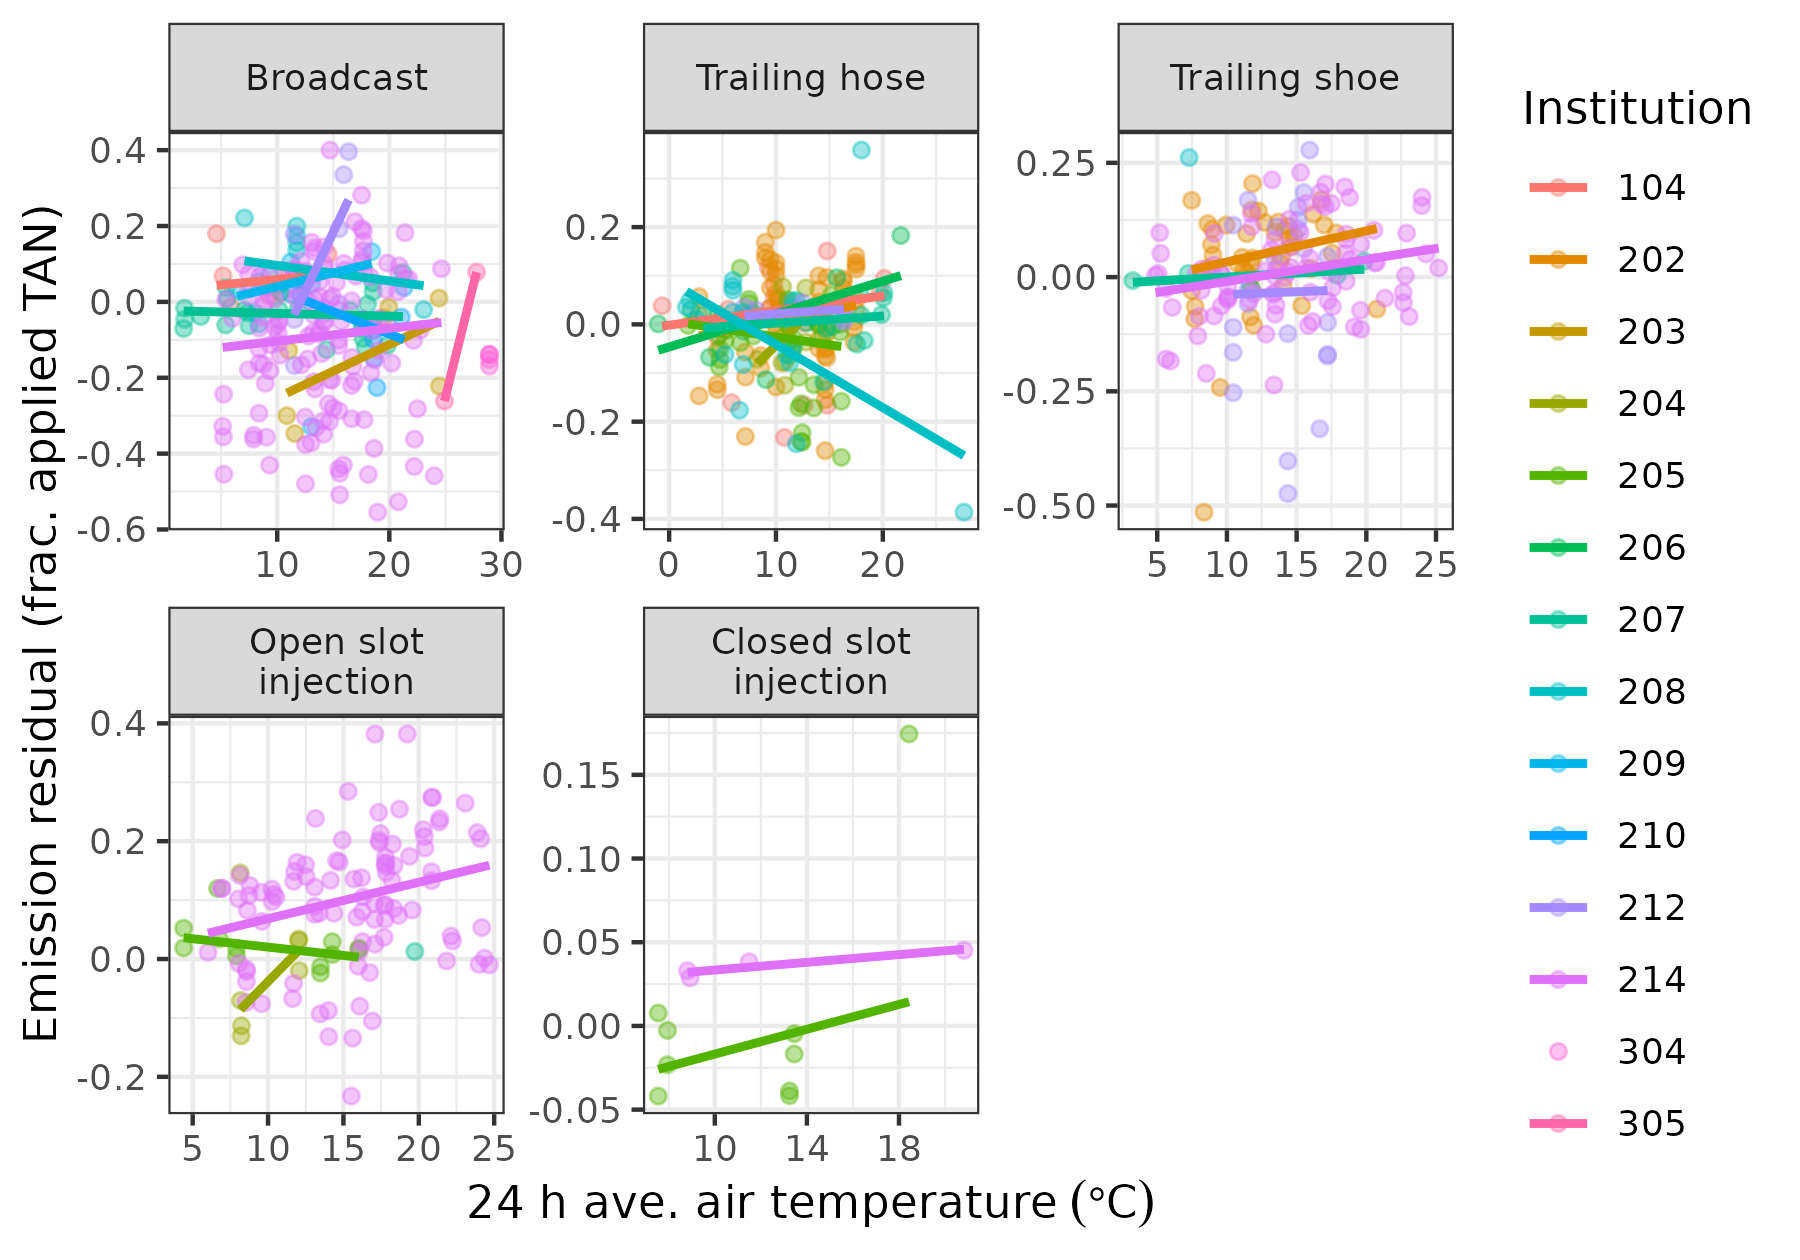 Broadcast
Trailing hose
Trailing shoe
Institution
104
202
203
204
205
206
207
208
209
210
212
214
304
305
0.4
0.2
0.0
-0.2
-0.4
-0.6
10 20 30
0.2
0.0
-0.2
-0.4
0 10 20
0.25
0.00
-0.25
-0.50
5 10 15 20 25
Emission residual (frac. applied TAN)
Open slot
injection
Closed slot
injection
0.4
0.2
0.0
-0.2
5 10 15 20 25
0.15
0.10
0.05
0.00
-0.05
10 14 18
24 h ave. air temperature (°C)